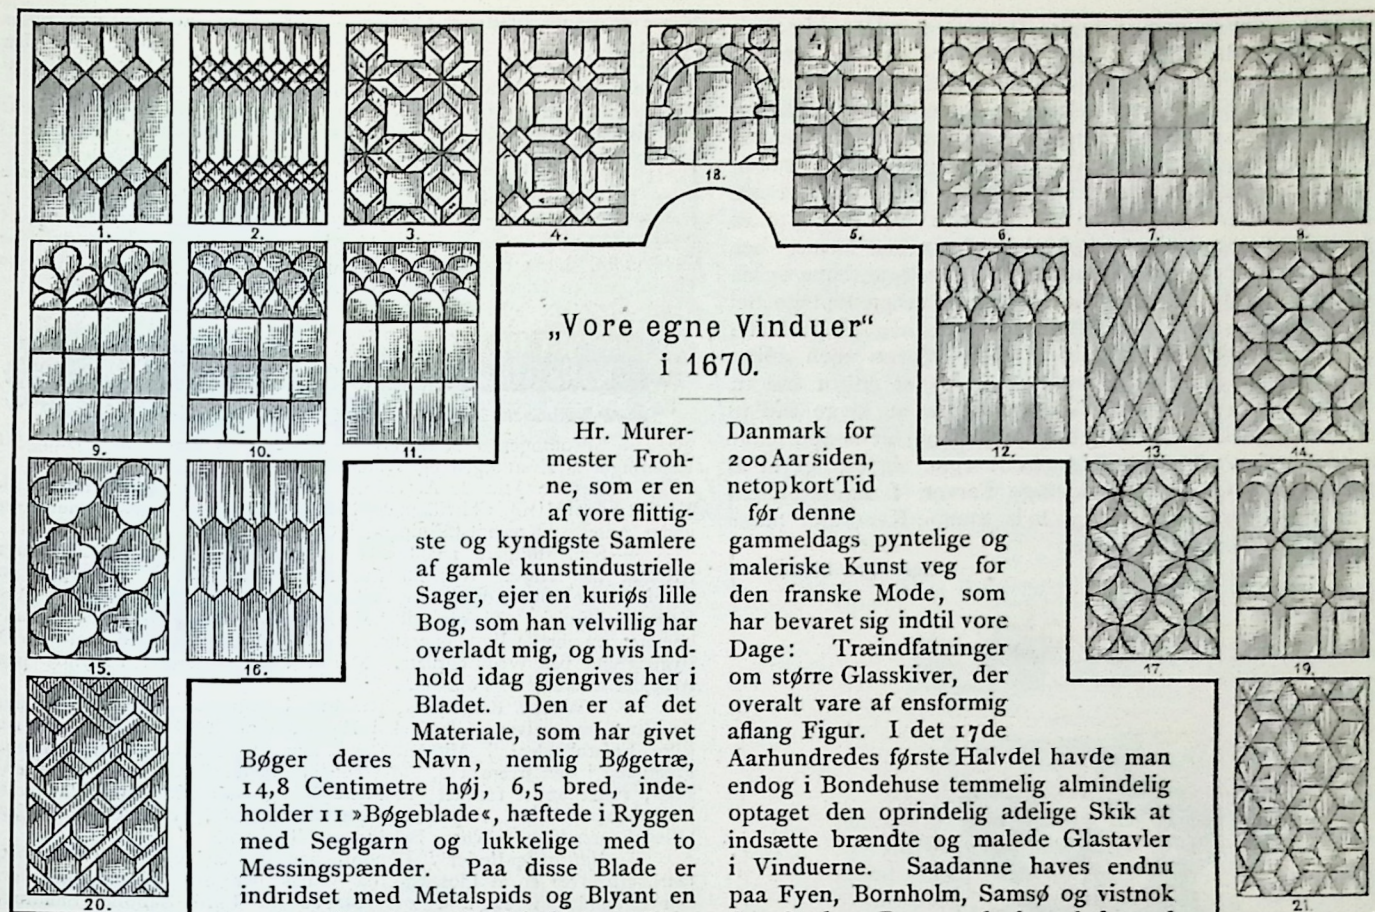 1.
2.
3.
4.
18.
5.
6.
7.
8.
9.
10.
11.
12.
13.
14.
15.
16.
17.
19.
20.
21.
„Vore egne Vinduer“
i 1670.
Hr. Murer-
mester Froh-
ne, som er en
af vore flittig-
ste og kyndigste Samlere
af gamle kunstindustrielle
Sager, ejer en kuriøs lille
Bog, som han velvillig har
overladt mig, og hvis Ind-
hold idag gjengives her i
Bladet. Den er af det
Materiale, som har givet
Bøger deres Navn, nemlig Bøgetræ,
14,8 Centimetre høj, 6,5 bred, inde-
holder 11 »Bøgeblade«, hæftede i Ryggen
med Seglgarn og lukkelige med to
Messingspænder. Paa disse Blade er
indridset med Metalspids og Blyant en
Danmark for
200 Aar siden,
netop kort Tid
før denne
gammeldags pyntelige og
maleriske Kunst veg for
den franske Mode, som
har bevaret sig indtil vore
Dage: Træindfatninger
om større Glasskiver, der
overalt vare af ensformig
aflang Figur. I det 17de
Aarhundredes første Halvdel havde man
endog i Bondehuse temmelig almindelig
optaget den oprindelig adelige Skik at
indsætte brændte og malede Glastavler
i Vinduerne. Saadanne haves endnu
paa Fyen, Bornholm, Samsø og vistnok